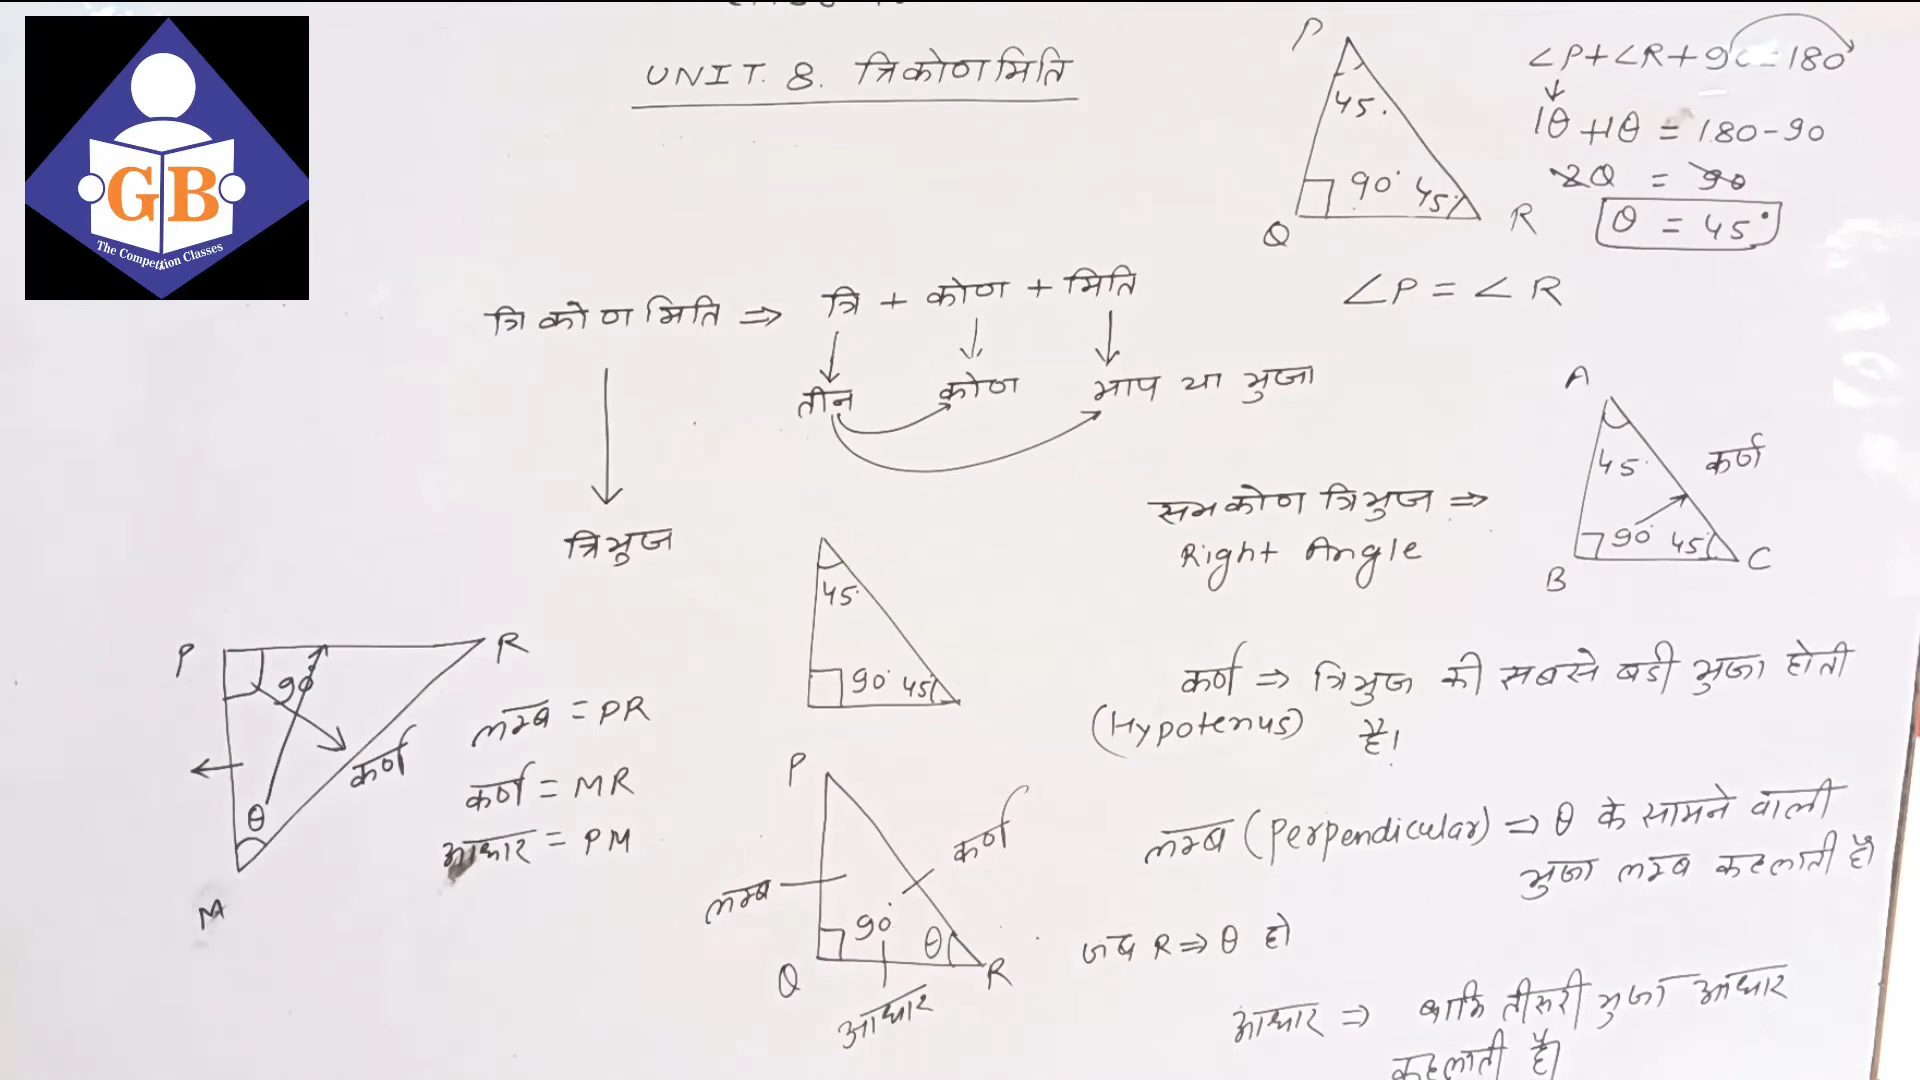 GB
The Competition Classes
UNIT. 8. त्रिकोणमिति
P
45.
90° 45°
Q
R
∠P+∠R+90=180
1θ+1θ = 180-90
2θ = 90
θ = 45°
∠P = ∠R
त्रिकोणमिति ⇒ त्रि + कोण + मिति
तीन कोण माप या भुजा
त्रिभुज
45.
90° 45°
समकोण त्रिभुज ⇒
Right Angle
A
45.
कर्ण
90° 45°
B
C
कर्ण ⇒ त्रिभुज की सबसे बडी भुजा होती
(Hypotenus) है।
P
R
90°
कर्ण
θ
M
लम्ब = PR
कर्ण = MR
आधार = PM
P
कर्ण
लम्ब
90°
θ
Q
R
आधार
लम्ब (Perpendicular) ⇒ θ के सामने वाली
भुजा लम्ब कहलाती है।
जब R ⇒ θ हो
आधार ⇒ बाकि तीसरी भुजा आधार
कहलाती है।